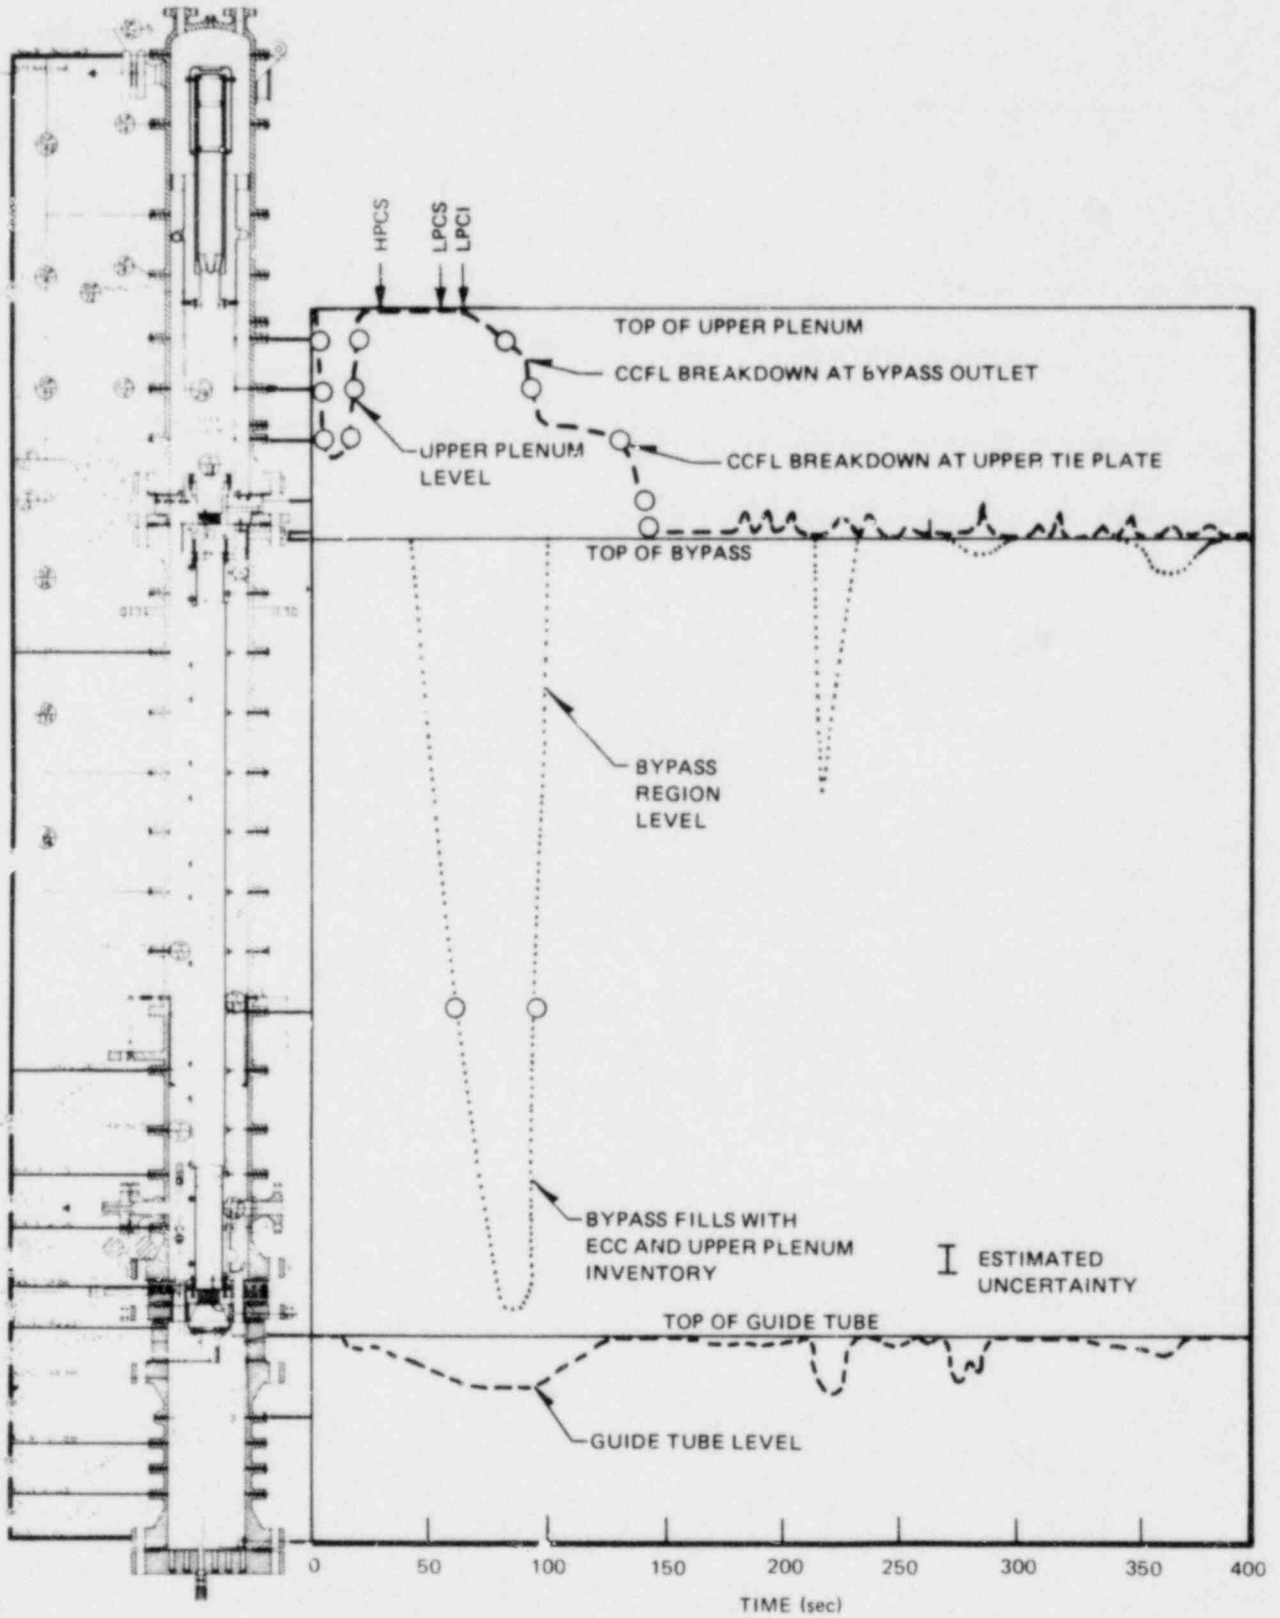 HPCS
LPCS
LPCI
TOP OF UPPER PLENUM
CCFL BREAKDOWN AT BYPASS OUTLET
UPPER PLENUM
LEVEL
CCFL BREAKDOWN AT UPPER TIE PLATE
TOP OF BYPASS
BYPASS
REGION
LEVEL
BYPASS FILLS WITH
ECC AND UPPER PLENUM
INVENTORY
ESTIMATED
UNCERTAINTY
TOP OF GUIDE TUBE
GUIDE TUBE LEVEL
0 50 100 150 200 250 300 350 400
TIME (sec)